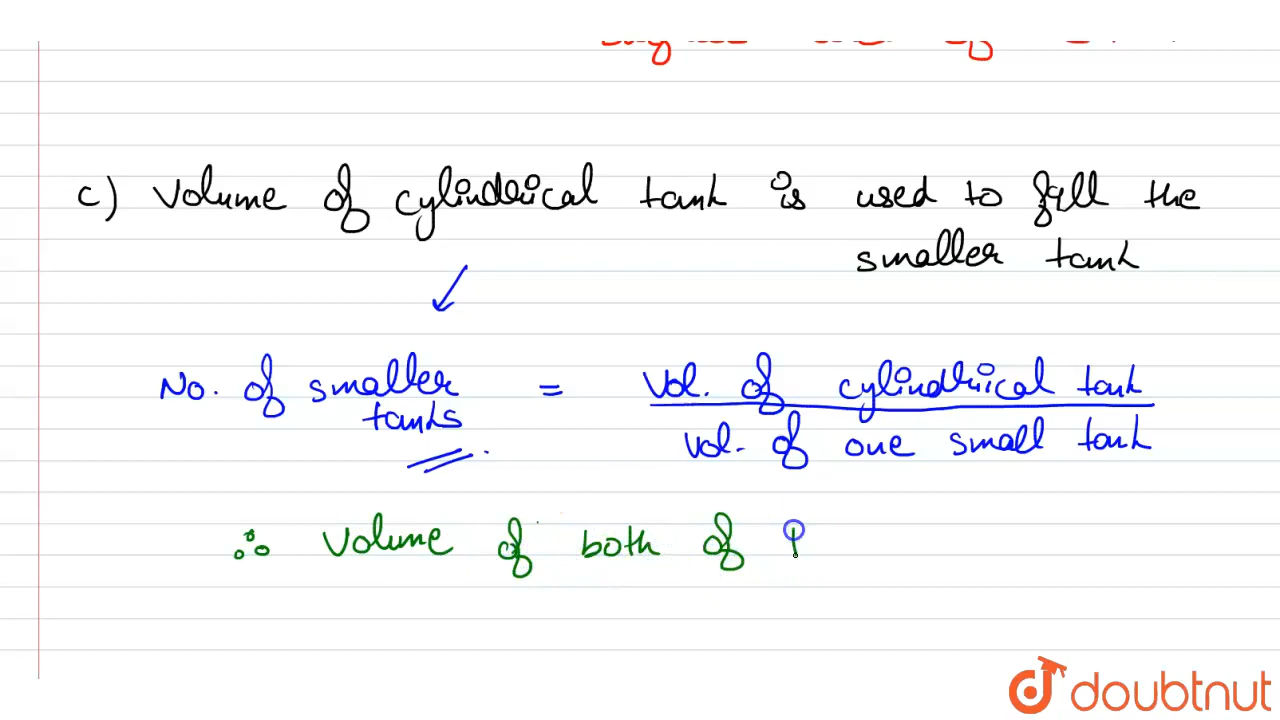 c) Volume of cylindrical tank is used to fill the
smaller tank
No. of smaller
tanks
=
Vol. of cylindrical tank
Vol. of one small tank
∴ Volume of both of
doubtnut